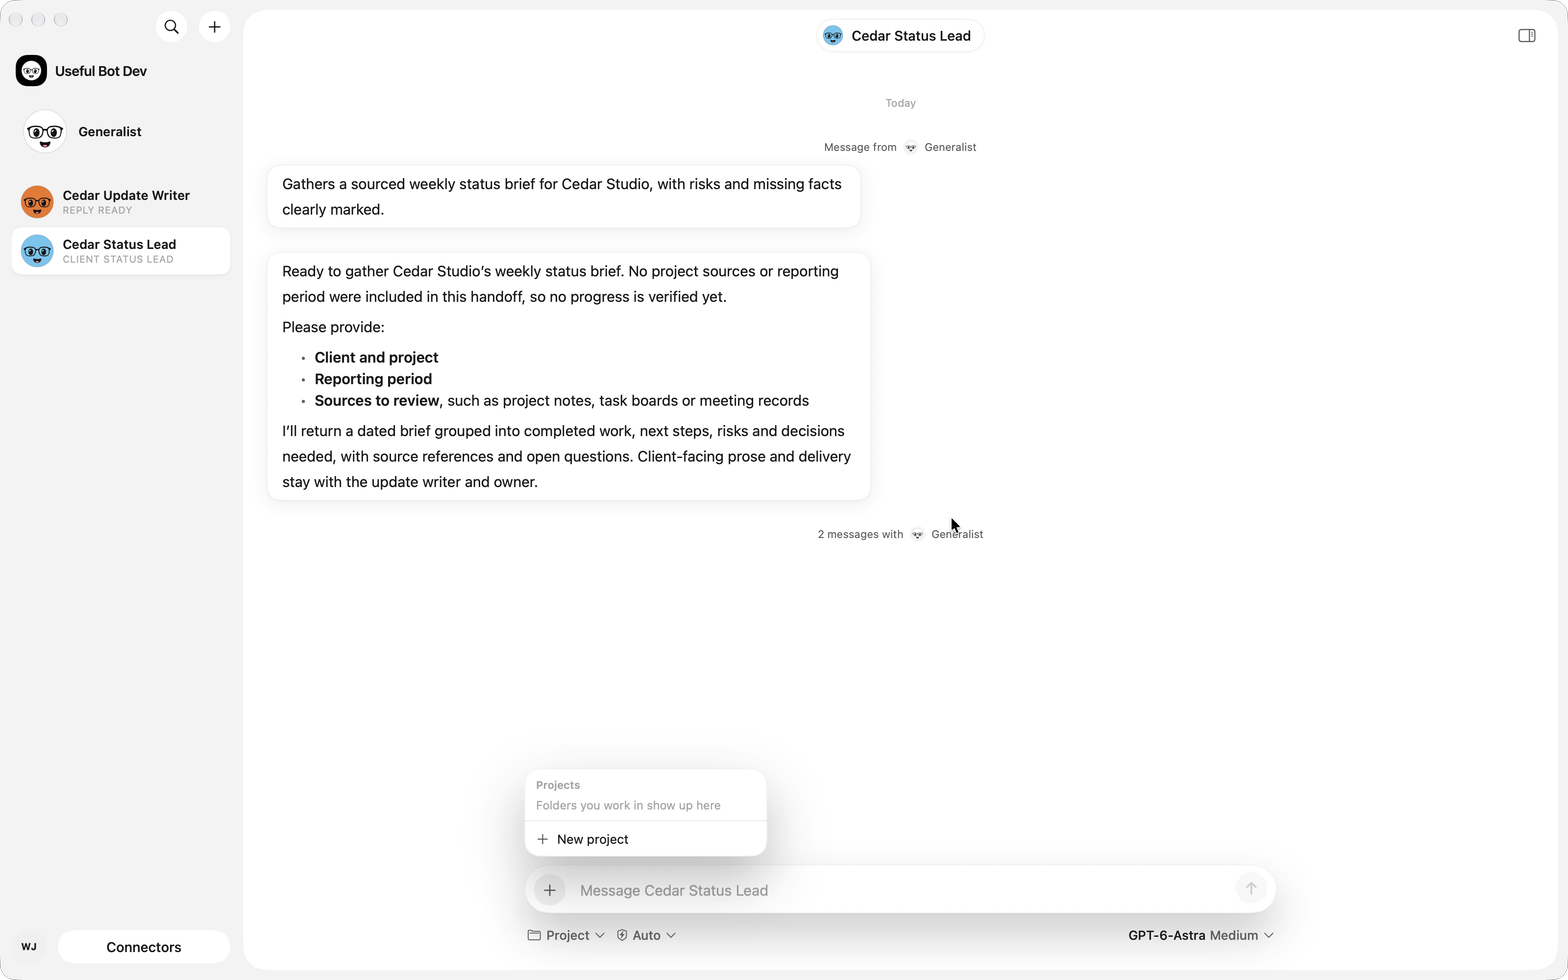 Useful Bot Dev
Generalist
Cedar Update Writer
REPLY READY
Cedar Status Lead
CLIENT STATUS LEAD
WJ
Connectors
Cedar Status Lead
Today
Message from Generalist
Gathers a sourced weekly status brief for Cedar Studio, with risks and missing facts
clearly marked.
Ready to gather Cedar Studio’s weekly status brief. No project sources or reporting
period were included in this handoff, so no progress is verified yet.
Please provide:
• Client and project
• Reporting period
• Sources to review, such as project notes, task boards or meeting records
I’ll return a dated brief grouped into completed work, next steps, risks and decisions
needed, with source references and open questions. Client-facing prose and delivery
stay with the update writer and owner.
2 messages with Generalist
Projects
Folders you work in show up here
New project
Message Cedar Status Lead
Project Auto GPT-6-Astra Medium